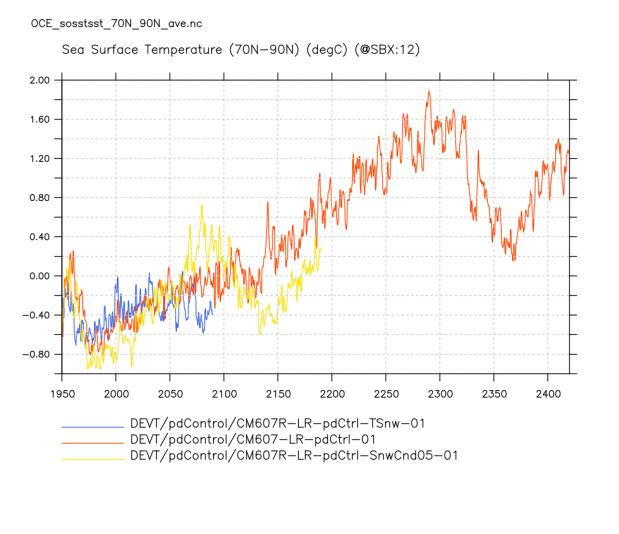 OCE_sosstsst_70N_90N_ave.nc
Sea Surface Temperature (70N−90N) (degC) (@SBX:12)
2.00
1.60
1.20
0.80
0.40
0.00
−0.40
−0.80
1950 2000 2050 2100 2150 2200 2250 2300 2350 2400
DEVT/pdControl/CM607R−LR−pdCtrl−TSnw−01
DEVT/pdControl/CM607−LR−pdCtrl−01
DEVT/pdControl/CM607R−LR−pdCtrl−SnwCnd05−01